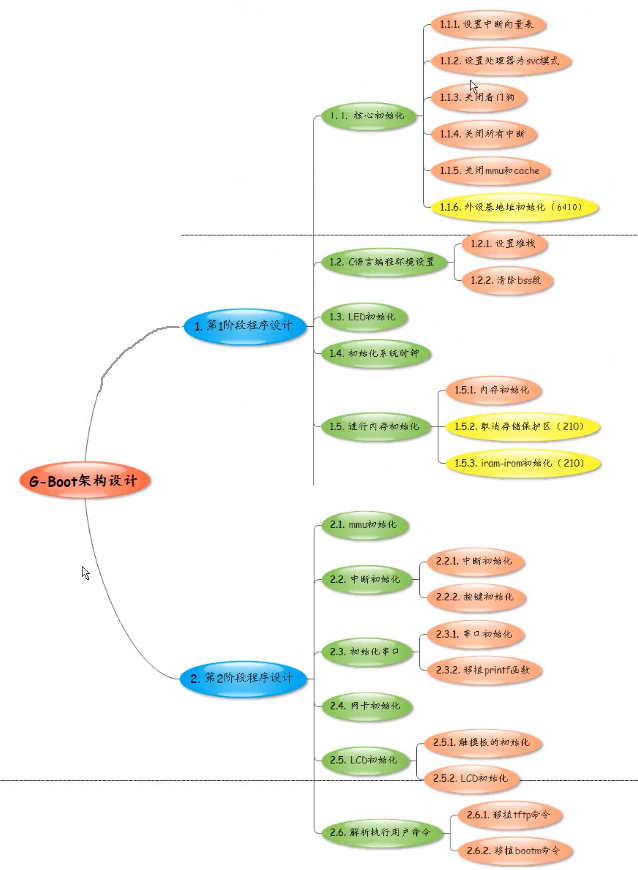 G-Boot架构设计
1. 第1阶段程序设计
1.1. 核心初始化
1.1.1. 设置中断向量表
1.1.2. 设置处理器为svc模式
1.1.3. 关闭看门狗
1.1.4. 关闭所有中断
1.1.5. 关闭mmu和cache
1.1.6. 外设基地址初始化（6410）
1.2. C语言编程环境设置
1.2.1. 设置堆栈
1.2.2. 清除bss段
1.3. LED初始化
1.4. 初始化系统时钟
1.5. 进行内存初始化
1.5.1. 内存初始化
1.5.2. 取消存储保护区（210）
1.5.3. iram-irom初始化（210）
2. 第2阶段程序设计
2.1. mmu初始化
2.2. 中断初始化
2.2.1. 中断初始化
2.2.2. 按键初始化
2.3. 初始化串口
2.3.1. 串口初始化
2.3.2. 移植printf函数
2.4. 网卡初始化
2.5. LCD初始化
2.5.1. 触摸板的初始化
2.5.2. LCD初始化
2.6. 解析执行用户命令
2.6.1. 移植tftp命令
2.6.2. 移植bootm命令